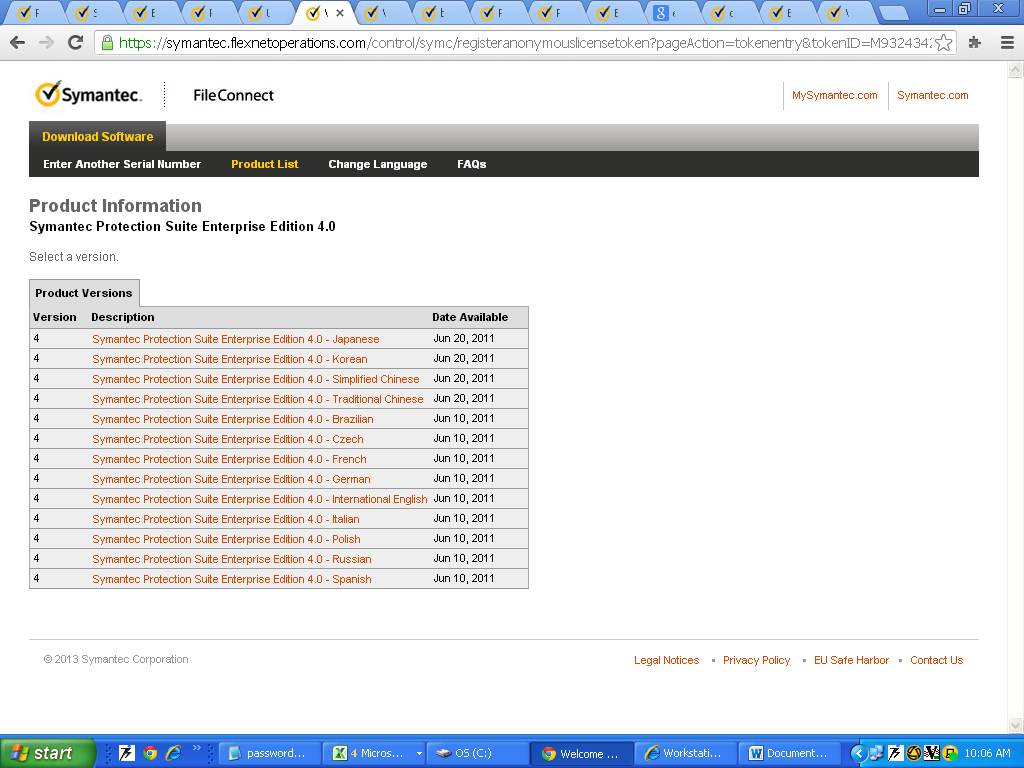 https://symantec.flexnetoperations.com/control/symc/registeranonymouslicensetoken?pageAction=tokenentry&tokenID=M932434
Symantec. FileConnect MySymantec.com Symantec.com
Download Software
Enter Another Serial Number Product List Change Language FAQs
Product Information
Symantec Protection Suite Enterprise Edition 4.0
Select a version.
Product Versions
Version Description Date Available
4 Symantec Protection Suite Enterprise Edition 4.0 - Japanese Jun 20, 2011
4 Symantec Protection Suite Enterprise Edition 4.0 - Korean Jun 20, 2011
4 Symantec Protection Suite Enterprise Edition 4.0 - Simplified Chinese Jun 20, 2011
4 Symantec Protection Suite Enterprise Edition 4.0 - Traditional Chinese Jun 20, 2011
4 Symantec Protection Suite Enterprise Edition 4.0 - Brazilian Jun 10, 2011
4 Symantec Protection Suite Enterprise Edition 4.0 - Czech Jun 10, 2011
4 Symantec Protection Suite Enterprise Edition 4.0 - French Jun 10, 2011
4 Symantec Protection Suite Enterprise Edition 4.0 - German Jun 10, 2011
4 Symantec Protection Suite Enterprise Edition 4.0 - International English Jun 10, 2011
4 Symantec Protection Suite Enterprise Edition 4.0 - Italian Jun 10, 2011
4 Symantec Protection Suite Enterprise Edition 4.0 - Polish Jun 10, 2011
4 Symantec Protection Suite Enterprise Edition 4.0 - Russian Jun 10, 2011
4 Symantec Protection Suite Enterprise Edition 4.0 - Spanish Jun 10, 2011
© 2013 Symantec Corporation Legal Notices • Privacy Policy • EU Safe Harbor • Contact Us
start password... 4 Micros... OS (C:) Welcome ... Workstati... Document... 10:06 AM